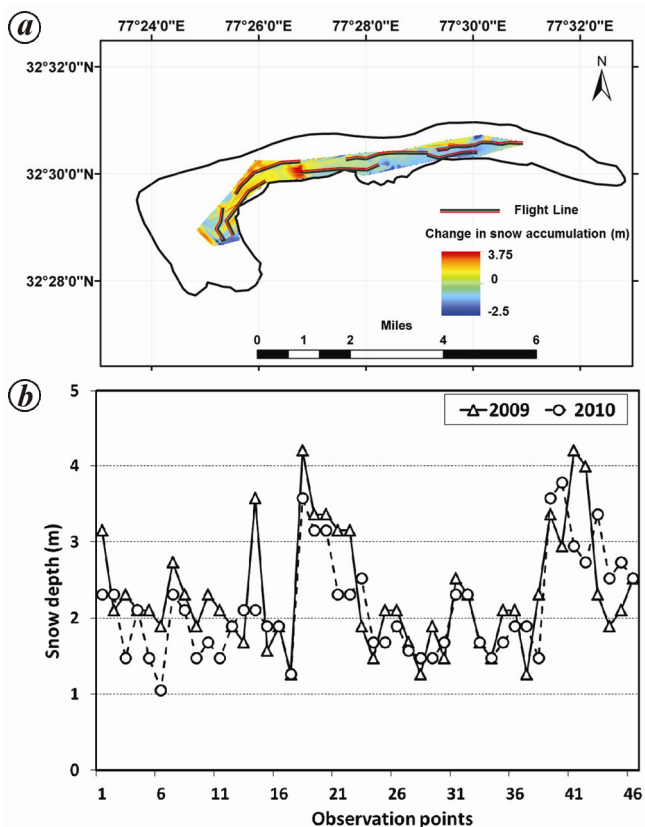 a
77°24'0"E 77°26'0"E 77°28'0"E 77°30'0"E 77°33'0"E
N
32°32'0"N
32°30'0"N
32°28'0"N
Flight Line
Change in snow accumulation (m)
3.75
0
-2.5
Miles
0 1 2 4 6
b
5
4
3
2
1
0
2009 2010
Snow depth (m)
1 6 11 16 21 26 31 36 41 46
Observation points